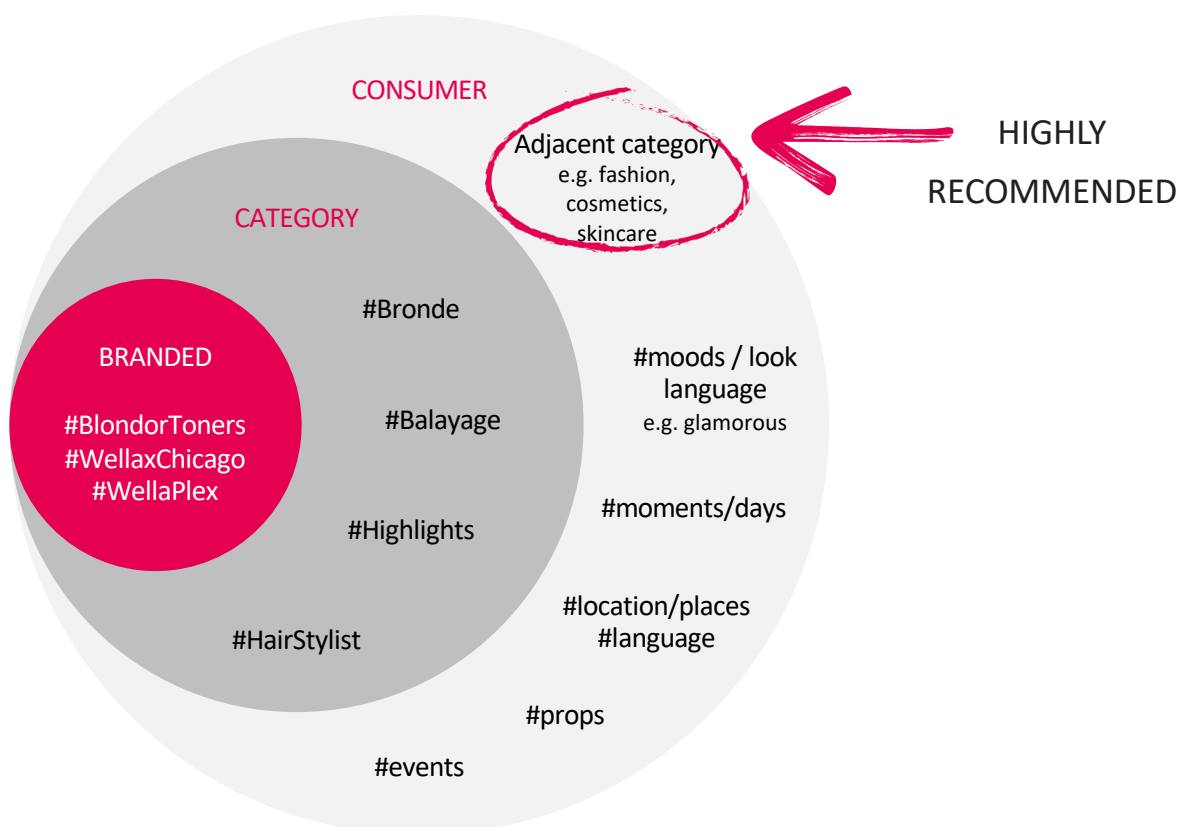 CONSUMER
Adjacent category
e.g. fashion,
cosmetics,
skincare
HIGHLY
RECOMMENDED
CATEGORY
#Bronde
BRANDED
#BlondorToners
#WellaxChicago
#WellaPlex
#Balayage
#Highlights
#HairStylist
#moods / look
language
e.g. glamorous
#moments/days
#location/places
#language
#props
#events